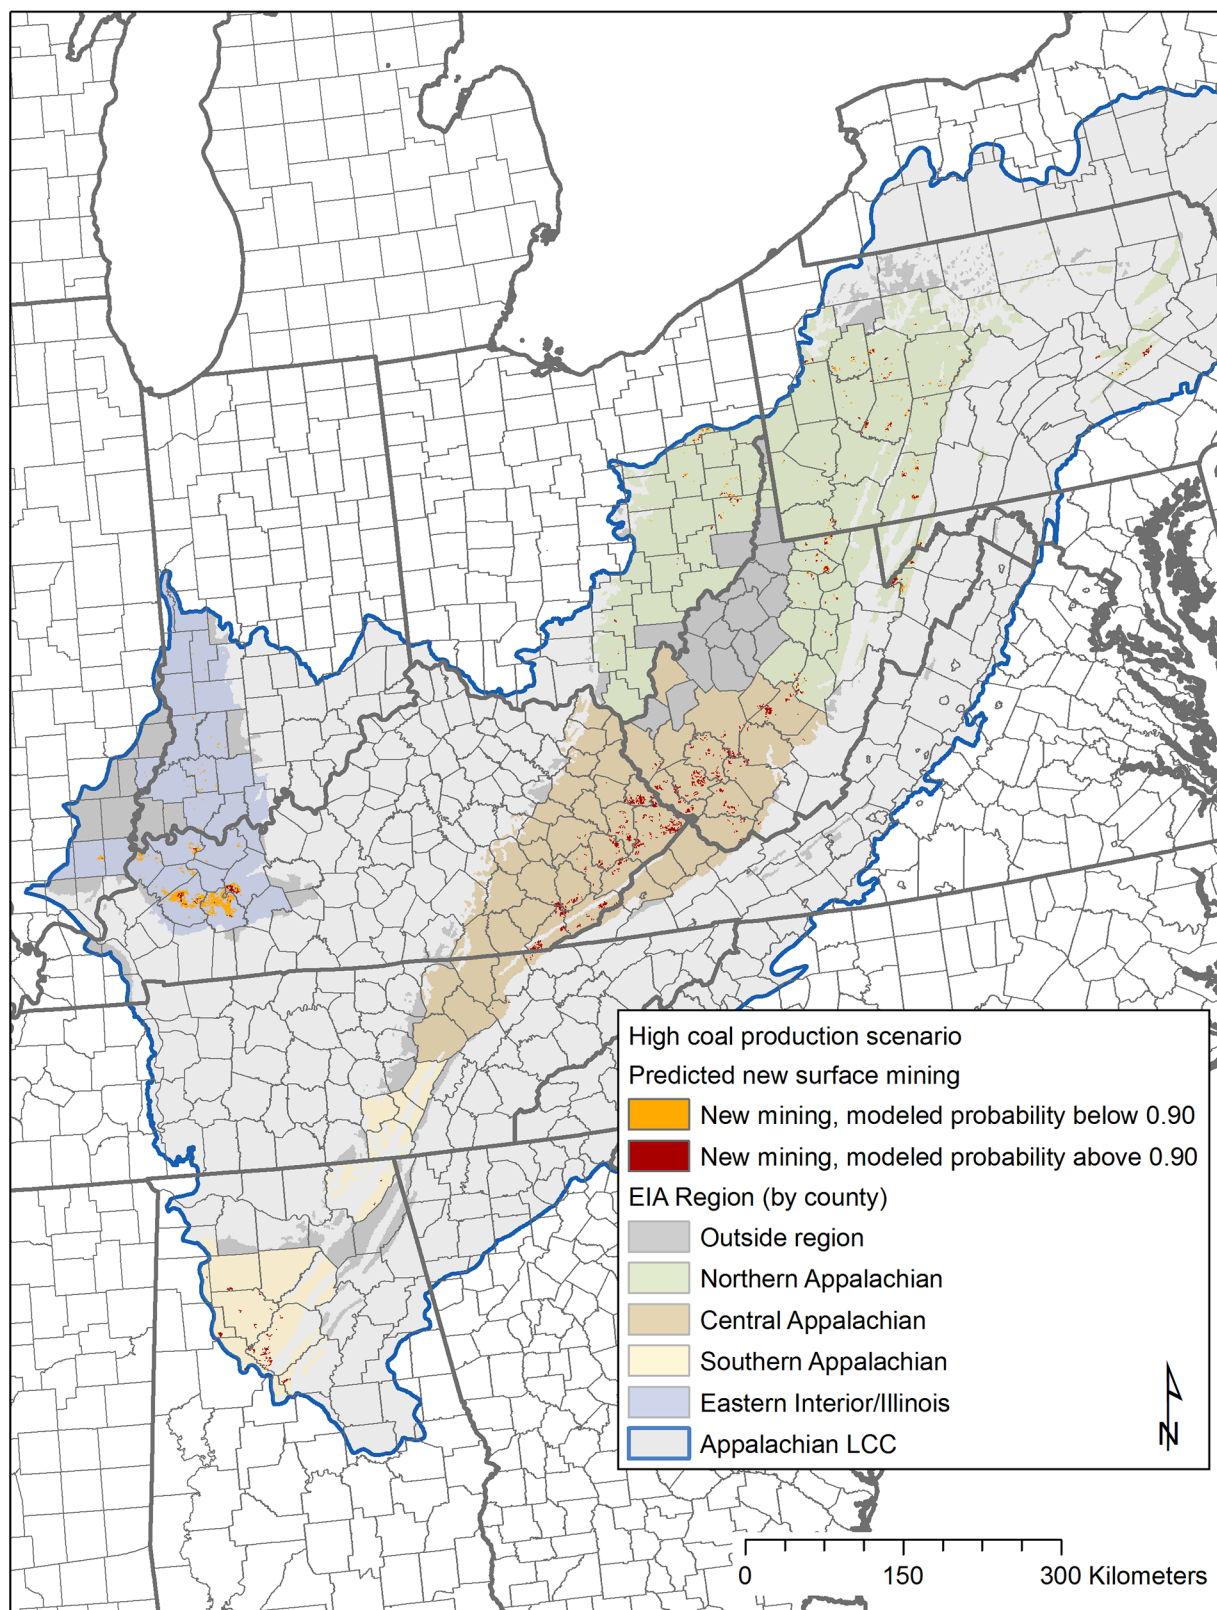 High coal production scenario
Predicted new surface mining
New mining, modeled probability below 0.90
New mining, modeled probability above 0.90
EIA Region (by county)
Outside region
Northern Appalachian
Central Appalachian
Southern Appalachian
Eastern Interior/Illinois
Appalachian LCC
N
0 150 300 Kilometers